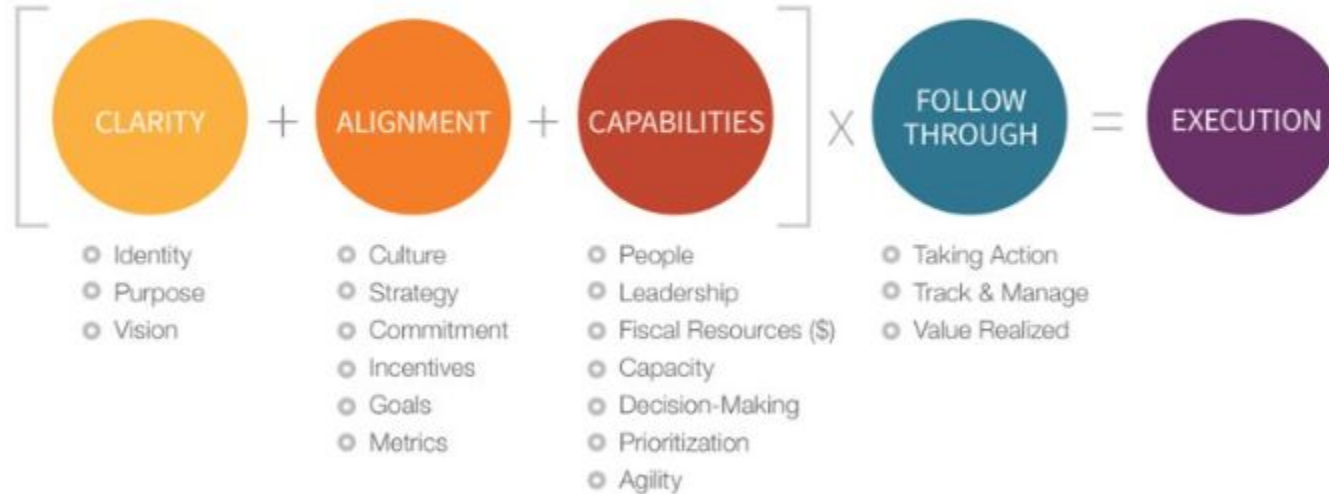 CLARITY + ALIGNMENT + CAPABILITIES X FOLLOW THROUGH = EXECUTION
Identity
Purpose
Vision
Culture
Strategy
Commitment
Incentives
Goals
Metrics
People
Leadership
Fiscal Resources ($)
Capacity
Decision-Making
Prioritization
Agility
Taking Action
Track & Manage
Value Realized